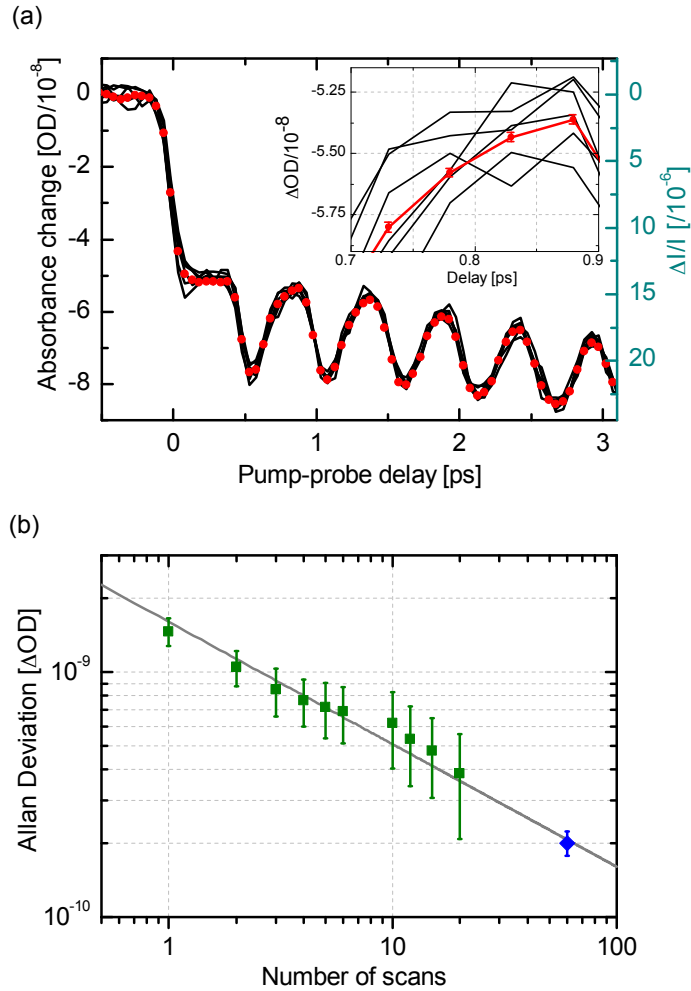 (a)
Absorbance change [OD/10-8]
0
-2
-4
-6
-8
0
1
2
3
Pump-probe delay [ps]
0
5
10
15
20
ΔI/I [/10-6]
ΔOD/10-8
-5.25
-5.50
-5.75
0.7
0.8
0.9
Delay [ps]
(b)
Allan Deviation [ΔOD]
10-9
10-10
1
10
100
Number of scans